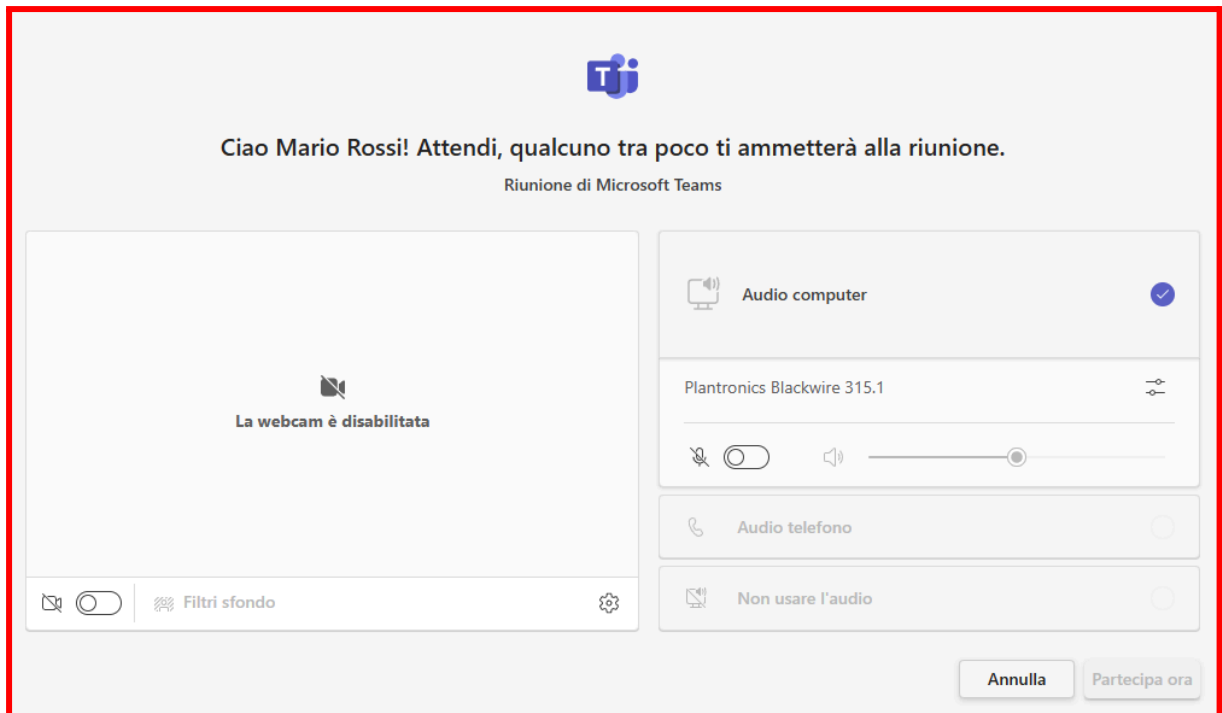 T
Ciao Mario Rossi! Attendi, qualcuno tra poco ti ammetterà alla riunione.
Riunione di Microsoft Teams
La webcam è disabilitata
Filtri sfondo
Audio computer
Plantronics Blackwire 315.1
Audio telefono
Non usare l'audio
Annulla
Partecipa ora